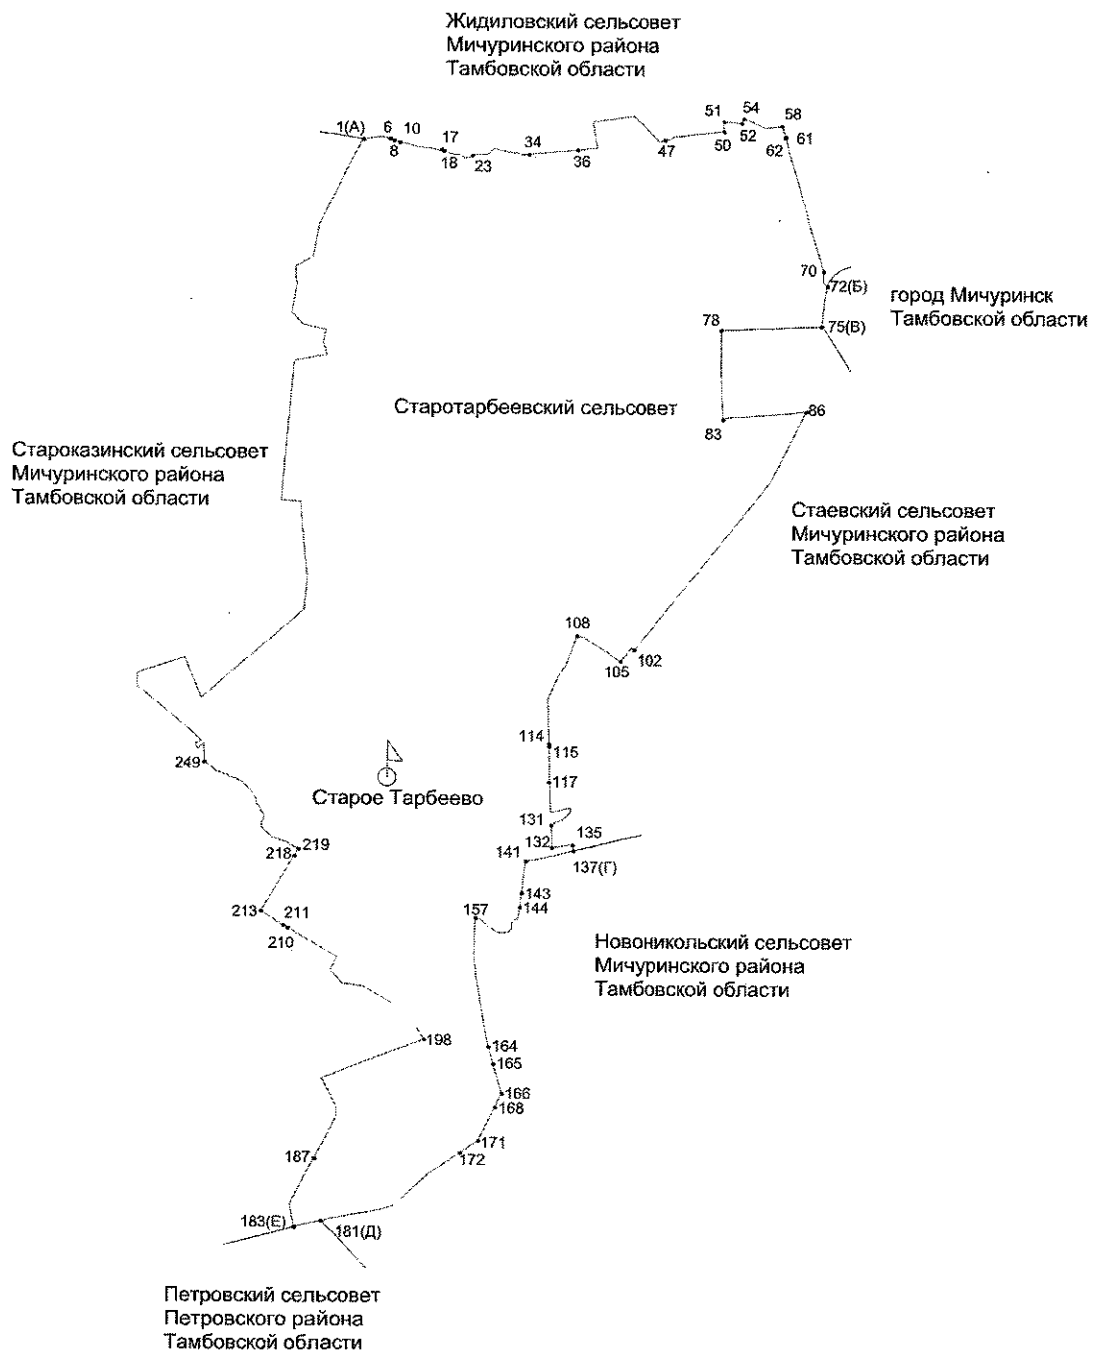 Жидиловский сельсовет
Мичуринского района
Тамбовской области
1(А)
6
8
10
17
18
23
34
36
47
51
50
54
52
58
61
62
70
72(Б)
город Мичуринск
Тамбовской области
75(В)
78
Старотарбеевский сельсовет
83
86
Староказинский сельсовет
Мичуринского района
Тамбовской области
Стаевский сельсовет
Мичуринского района
Тамбовской области
108
105
102
114
115
117
249
Старое Тарбеево
131
132
135
137(Г)
141
143
144
157
219
218
213
211
210
Новоникольский сельсовет
Мичуринского района
Тамбовской области
198
164
165
166
168
171
172
187
183(Е)
181(Д)
Петровский сельсовет
Петровского района
Тамбовской области